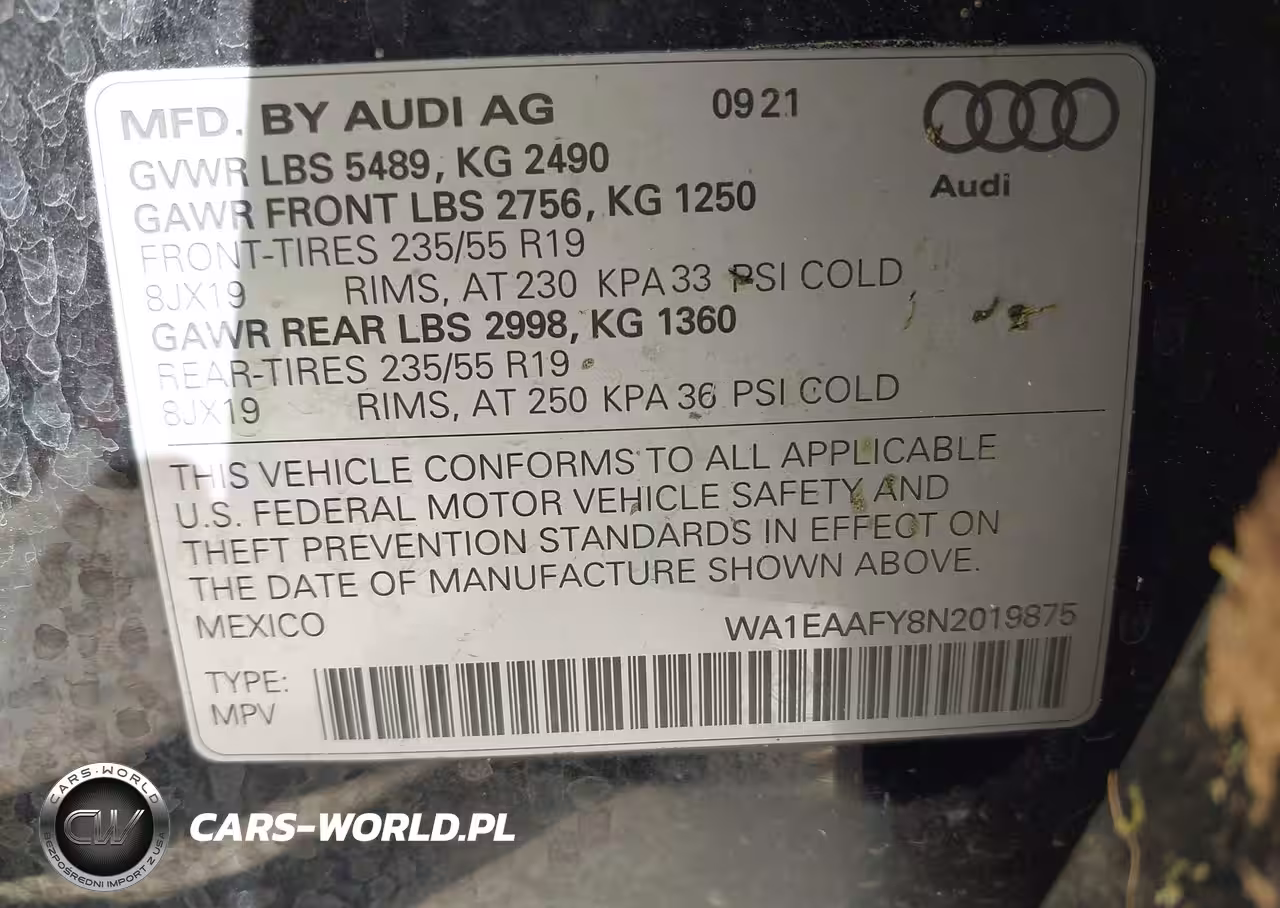 MFD. BY AUDI AG 09 21
Audi
GVWR LBS 5489, KG 2490
GAWR FRONT LBS 2756, KG 1250
FRONT-TIRES 235/55 R19
8JX19 RIMS, AT 230 KPA 33 PSI COLD,
GAWR REAR LBS 2998, KG 1360
REAR-TIRES 235/55 R19
8JX19 RIMS, AT 250 KPA 36 PSI COLD
THIS VEHICLE CONFORMS TO ALL APPLICABLE
U.S. FEDERAL MOTOR VEHICLE SAFETY AND
THEFT PREVENTION STANDARDS IN EFFECT ON
THE DATE OF MANUFACTURE SHOWN ABOVE.
MEXICO WA1EAAFY8N2019875
TYPE:
MPV
CARS-WORLD
CW
BEZPOŚREDNI IMPORT Z USA
CARS-WORLD.PL